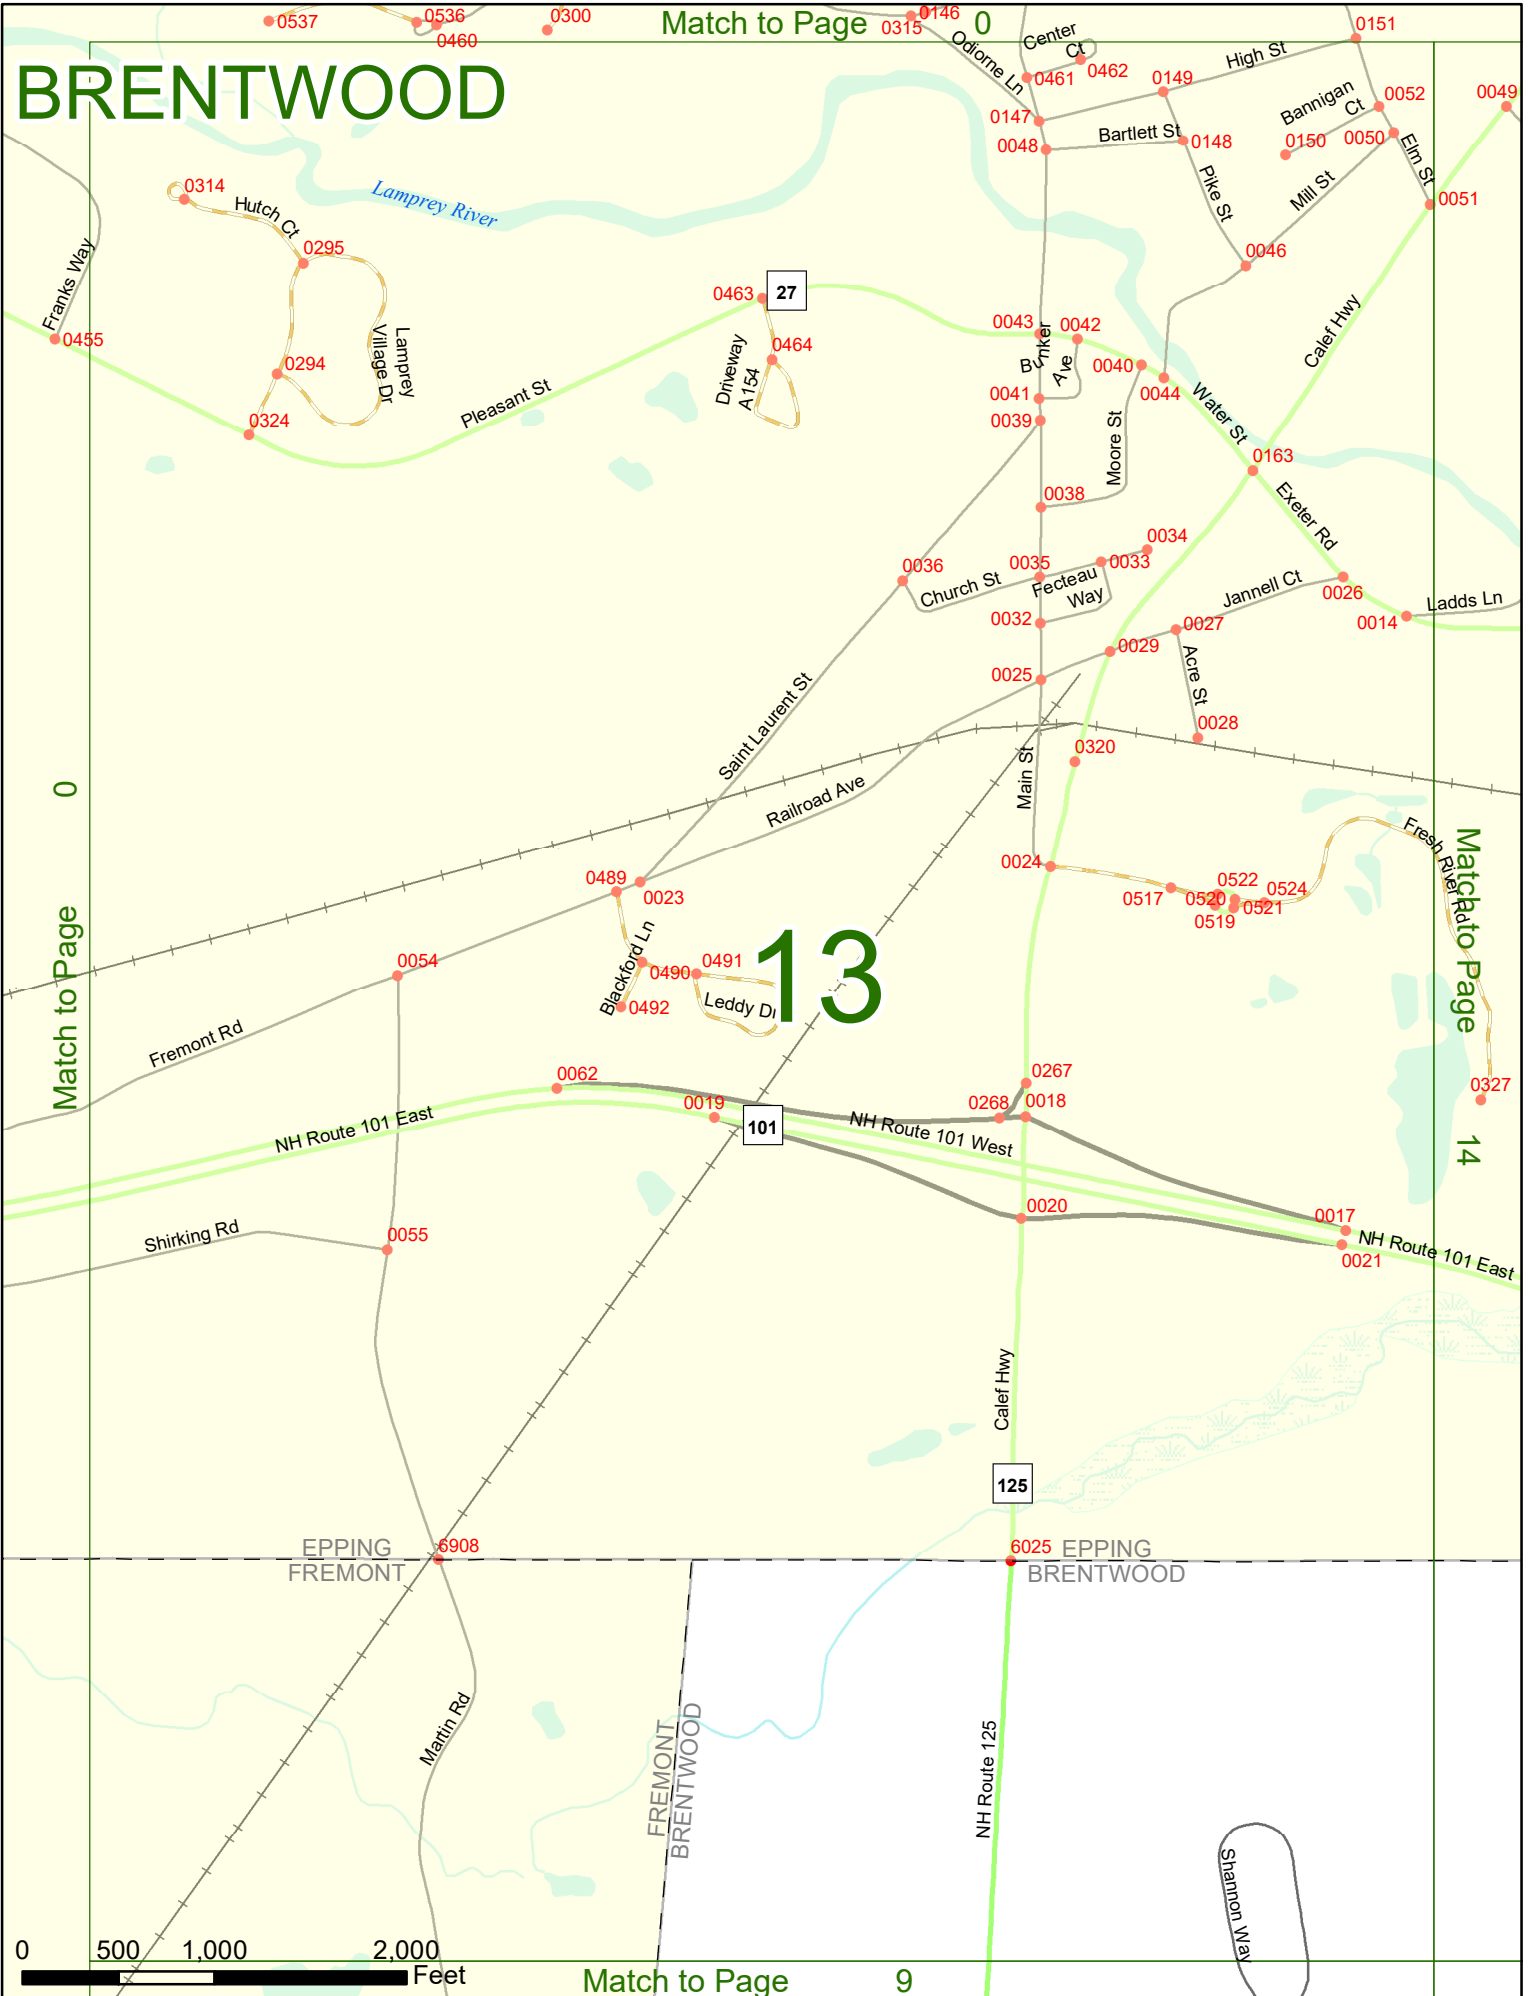 0537
0536
0460
0300
Match to Page 0
0315
0146
0151
BRENTWOOD
Odiorne Ln
Center
Ct
0461
0462
0149
High St
Bannigan
Ct
0052
0049
0147
0048
Bartlett St
0148
0150
0050
Elm St
0314
Hutch Ct
Lamprey River
Pike St
Mill St
0051
0295
0046
Franks Way
0455
0463
27
0043
0042
Bunker
Ave
0040
0044
Calef Hwy
0294
Lamprey
Village Dr
Driveway
A154
0464
0041
0039
Water St
0324
Pleasant St
Moore St
0163
0038
Exeter Rd
0034
0036
Church St
0035
0033
Fecteau
Way
Jannell Ct
0026
Ladds Ln
0014
0032
0027
0029
Acre St
0025
0028
Saint Laurent St
0320
Main St
Railroad Ave
0
Match to Page
Fresh River Rd
Match to Page
14
0024
0489
0023
0517
0522
0520
0524
0521
0519
Blackford Ln
13
0054
0490
0491
0492
Leddy Dr
Fremont Rd
0062
0267
0327
0019
101
0268
0018
NH Route 101 East
NH Route 101 West
0020
0017
Shirking Rd
0055
NH Route 101 East
0021
Calef Hwy
125
EPPING
FREMONT
6908
6025
EPPING
BRENTWOOD
Martin Rd
FREMONT
BRENTWOOD
NH Route 125
Shannon Way
0 500 1,000 2,000
Feet
Match to Page 9